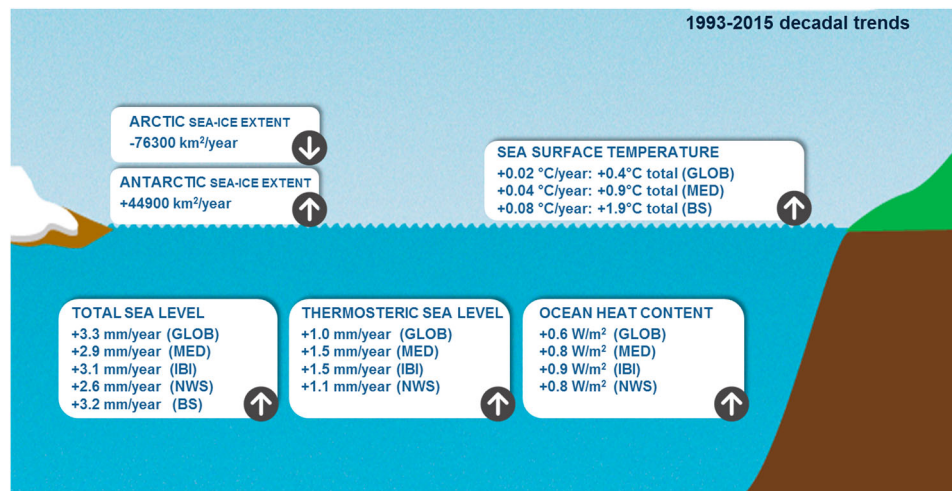 1993-2015 decadal trends
ARCTIC SEA-ICE EXTENT
-76300 km²/year
ANTARCTIC SEA-ICE EXTENT
+44900 km²/year
SEA SURFACE TEMPERATURE
+0.02 °C/year: +0.4°C total (GLOB)
+0.04 °C/year: +0.9°C total (MED)
+0.08 °C/year: +1.9°C total (BS)
TOTAL SEA LEVEL
+3.3 mm/year (GLOB)
+2.9 mm/year (MED)
+3.1 mm/year (IBI)
+2.6 mm/year (NWS)
+3.2 mm/year (BS)
THERMOSTERIC SEA LEVEL
+1.0 mm/year (GLOB)
+1.5 mm/year (MED)
+1.5 mm/year (IBI)
+1.1 mm/year (NWS)
OCEAN HEAT CONTENT
+0.6 W/m² (GLOB)
+0.8 W/m² (MED)
+0.9 W/m² (IBI)
+0.8 W/m² (NWS)